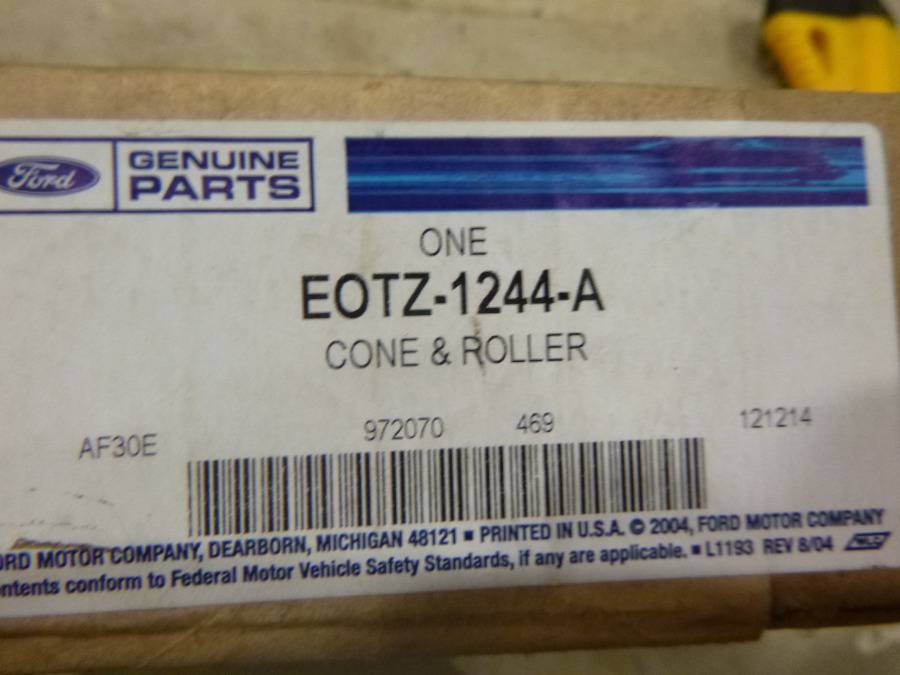 Ford GENUINE PARTS
ONE
EOTZ-1244-A
CONE & ROLLER
AF30E 972070 469 121214
ORD MOTOR COMPANY, DEARBORN, MICHIGAN 48121 ■ PRINTED IN U.S.A. © 2004, FORD MOTOR COMPANY
ntents conform to Federal Motor Vehicle Safety Standards, if any are applicable. ■ L1193 REV 8/04